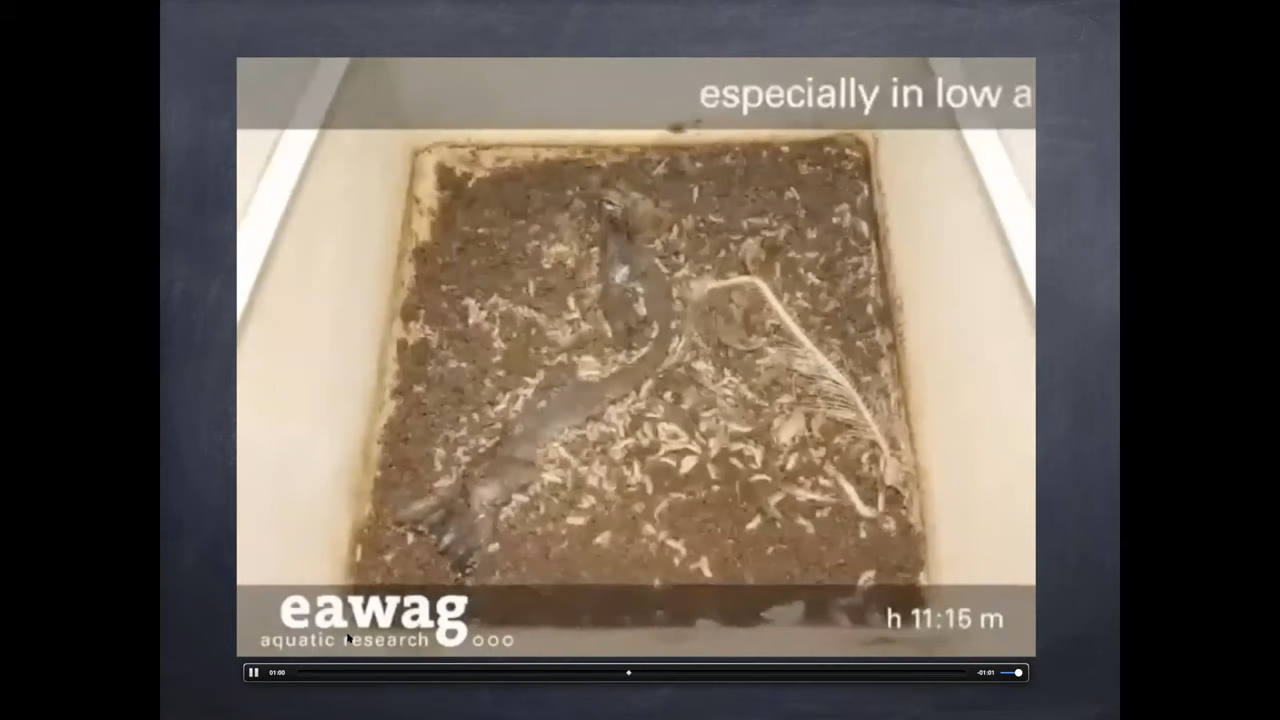 especially in low a
eawag
aquatic research
h 11:15 m
01:00
-01:01